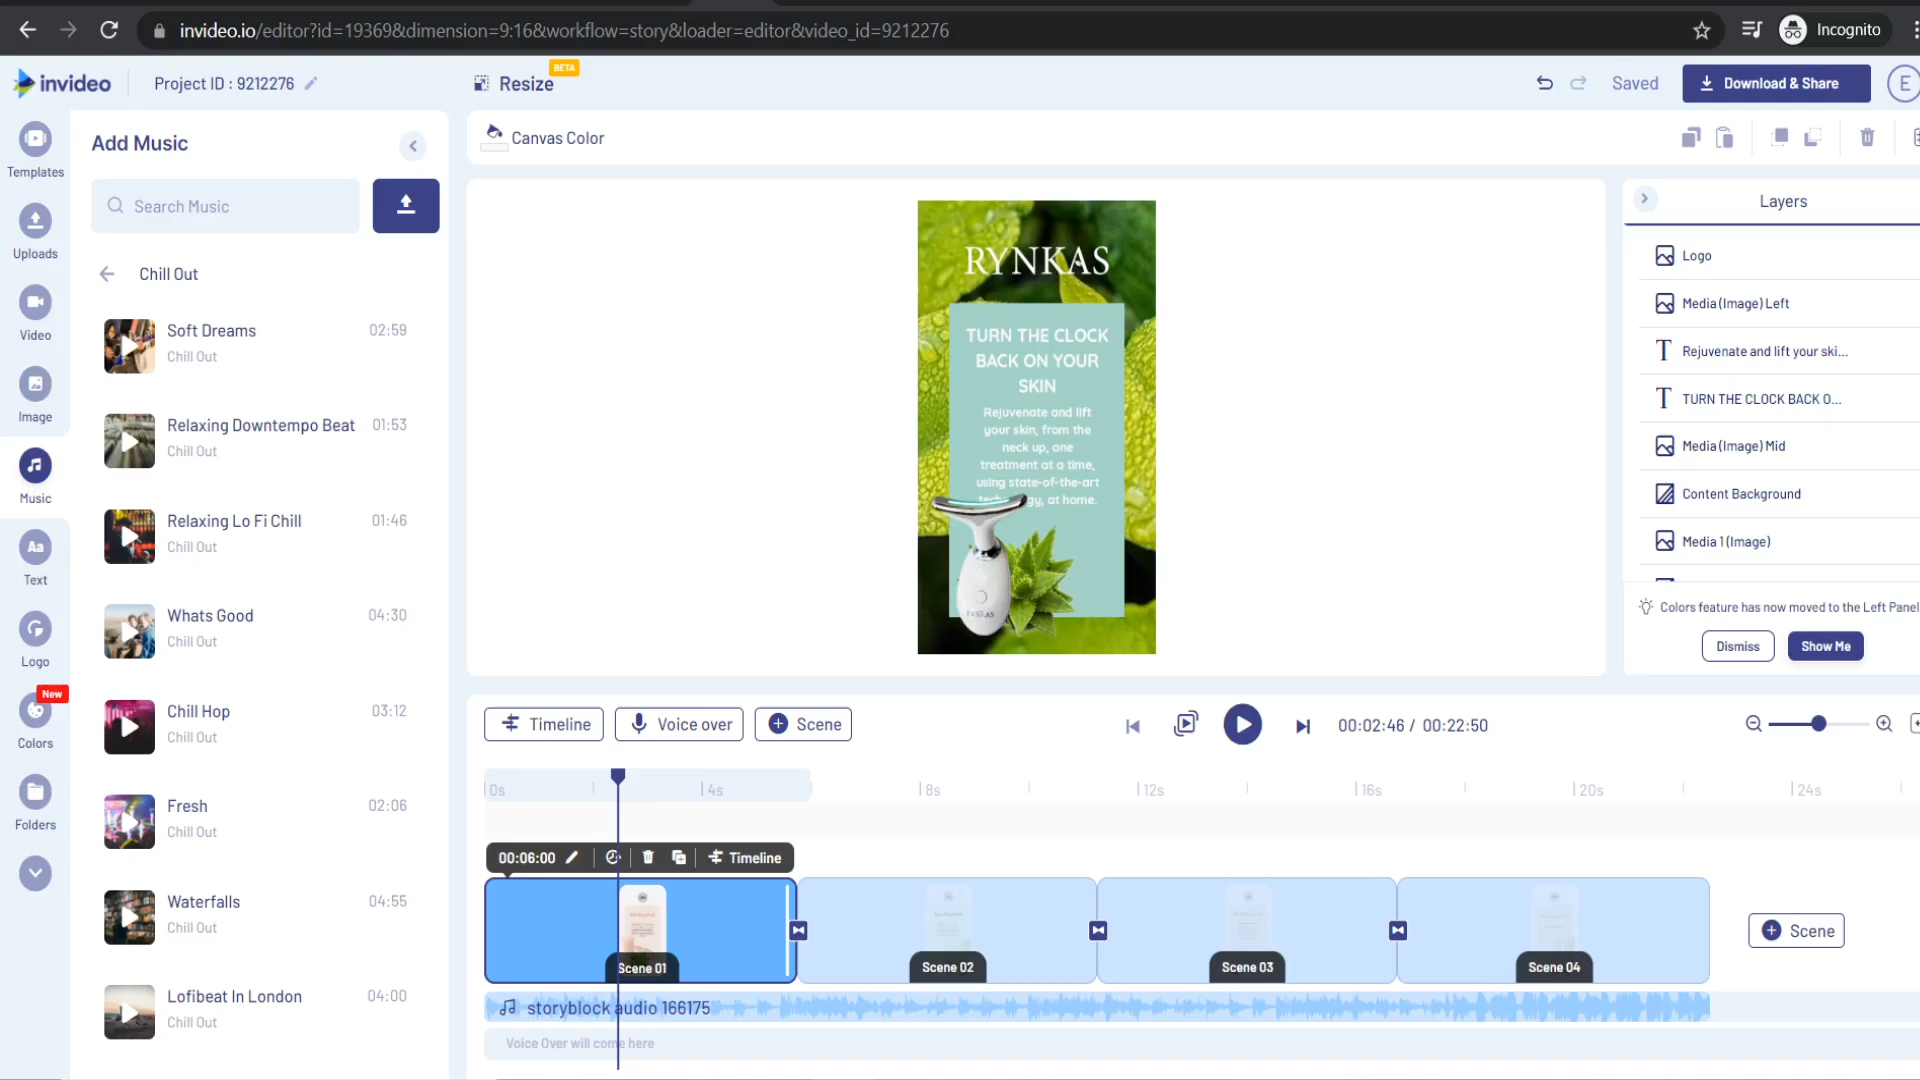 invideo.io/editor?id=19369&dimension=9:16&workflow=story&loader=editor&video_id=9212276
Incognito
invideo
Project ID : 9212276
Resize
BETA
Saved
Download & Share
E
Templates
Uploads
Video
Image
Music
Text
Aa
Logo
New
Colors
Folders
Add Music
Search Music
Chill Out
Soft Dreams
02:59
Chill Out
Relaxing Downtempo Beat
01:53
Chill Out
Relaxing Lo Fi Chill
01:46
Chill Out
Whats Good
04:30
Chill Out
Chill Hop
03:12
Chill Out
Fresh
02:06
Chill Out
Waterfalls
04:55
Chill Out
Lofibeat In London
04:00
Chill Out
Canvas Color
RYNKAS
TURN THE CLOCK
BACK ON YOUR
SKIN
Rejuvenate and lift
your skin, from the
neck up, one
treatment at a time,
using state-of-the-art
at home.
RYNKAS
Layers
Logo
Media (Image) Left
Rejuvenate and lift your ski...
TURN THE CLOCK BACK O...
Media (Image) Mid
Content Background
Media 1 (Image)
Colors feature has now moved to the Left Panel
Dismiss
Show Me
Timeline
Voice over
Scene
00:02:46 / 00:22:50
0s
4s
8s
12s
16s
20s
24s
00:06:00
Timeline
Scene 01
Scene 02
Scene 03
Scene 04
Scene
storyblock audio 166175
Voice Over will come here